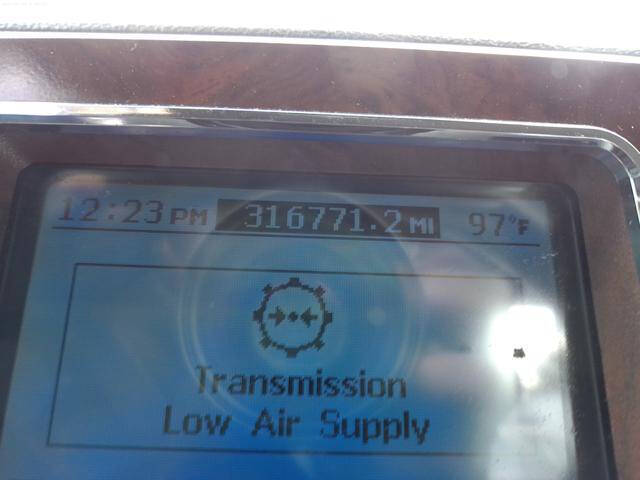 12:23 PM 316771.2 MI 97°F
Transmission
Low Air Supply